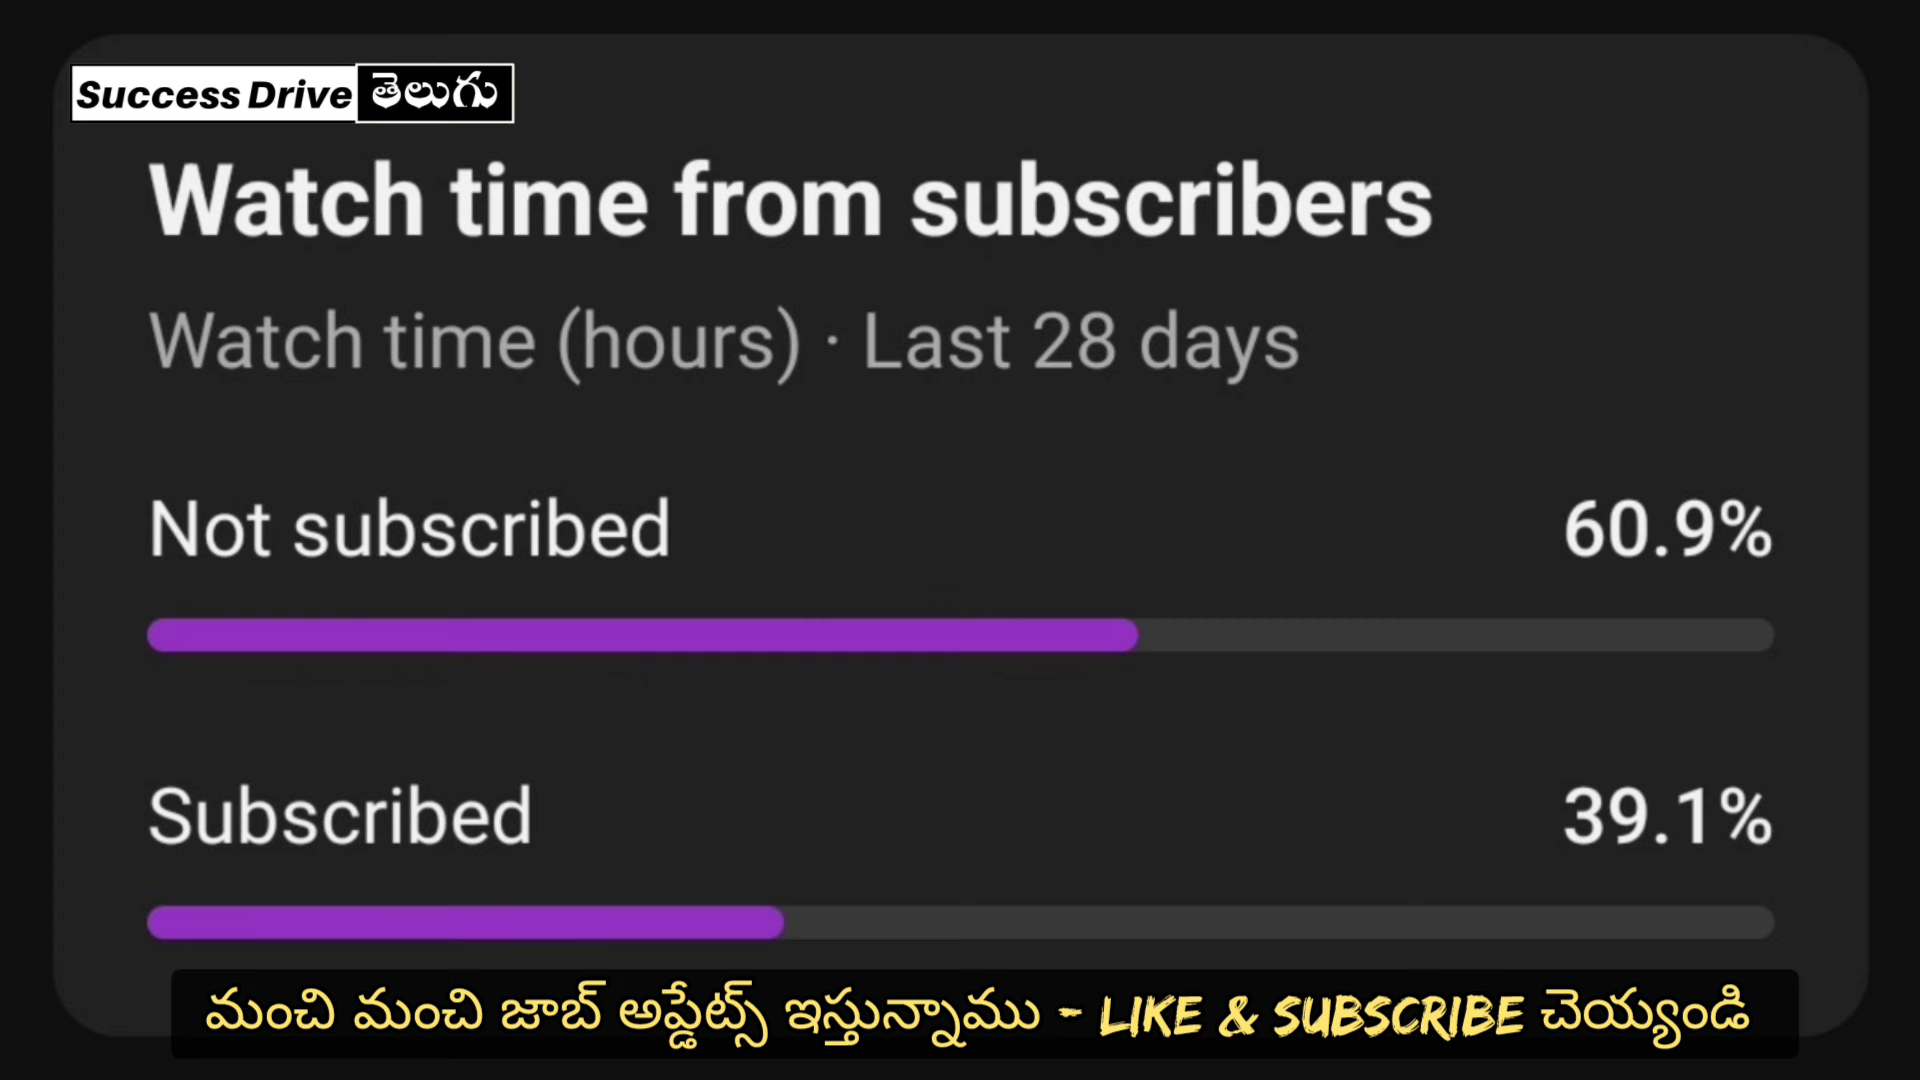 Success Drive తెలుగు
Watch time from subscribers
Watch time (hours) · Last 28 days
Not subscribed 60.9%
Subscribed 39.1%
మంచి మంచి జాబ్ అప్డేట్స్ ఇస్తున్నాము - LIKE & SUBSCRIBE చెయ్యండి